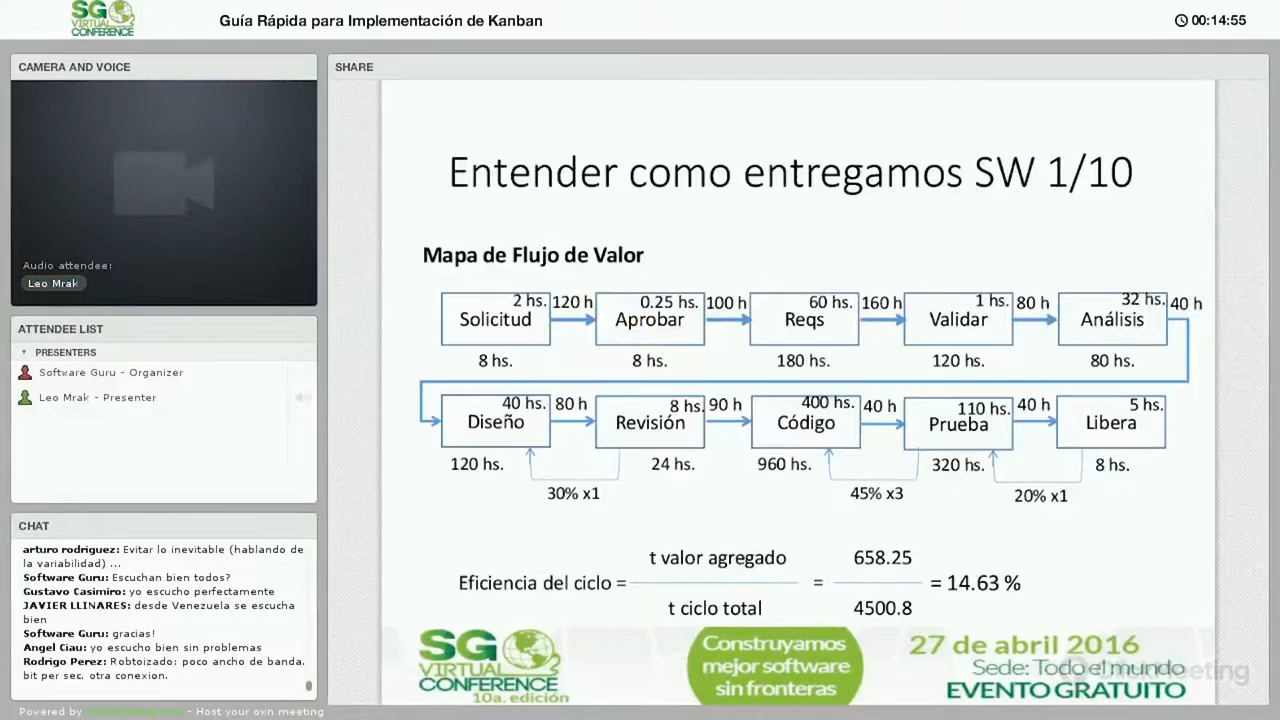 SG
VIRTUAL
CONFERENCE
Guía Rápida para Implementación de Kanban
00:14:55
CAMERA AND VOICE
Audio attendee:
Leo Mrak
ATTENDEE LIST
PRESENTERS
Software Guru - Organizer
Leo Mrak - Presenter
CHAT
arturo rodriguez: Evitar lo inevitable (hablando de
la variabilidad) ...
Software Guru: Escuchan bien todos?
Gustavo Casimiro: yo escucho perfectamente
JAVIER LLINARES: desde Venezuela se escucha
bien
Software Guru: gracias!
Angel Ciau: yo escucho bien sin problemas
Rodrigo Perez: Robtoizado: poco ancho de banda.
bit per sec. otra conexion.
Powered by ClickMeeting.com - Host your own meeting
SHARE
Entender como entregamos SW 1/10
Mapa de Flujo de Valor
2 hs. 120 h 0.25 hs. 100 h 60 hs. 160 h 1 hs. 80 h 32 hs. 40 h
Solicitud Aprobar Reqs Validar Análisis
8 hs. 8 hs. 180 hs. 120 hs. 80 hs.
40 hs. 80 h 8 hs. 90 h 400 hs. 40 h 110 hs. 40 h 5 hs.
Diseño Revisión Código Prueba Libera
120 hs. 24 hs. 960 hs. 320 hs. 8 hs.
30% x1 45% x3 20% x1
t valor agregado 658.25
Eficiencia del ciclo = = = 14.63 %
t ciclo total 4500.8
SG
VIRTUAL
CONFERENCE
10a. edición
Construyamos
mejor software
sin fronteras
27 de abril 2016
Sede: Todo el mundo
EVENTO GRATUITO
ClickMeeting